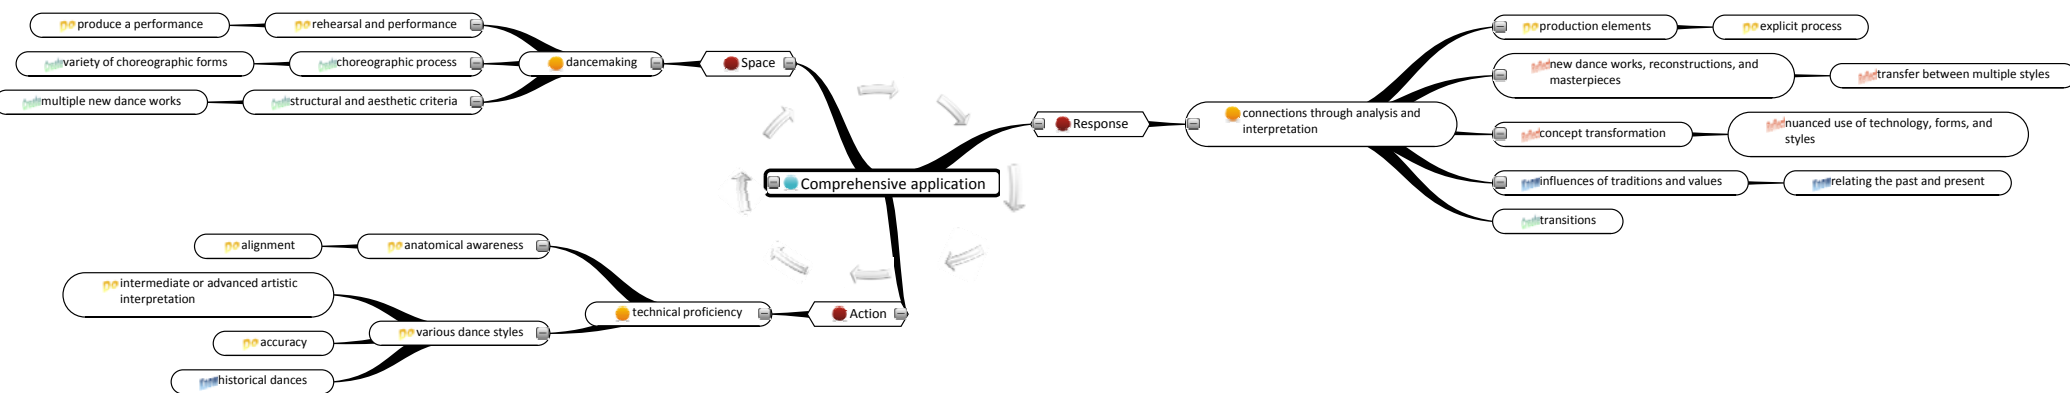 produce a performance
rehearsal and performance
variety of choreographic forms
choreographic process
dancemaking
Space
multiple new dance works
structural and aesthetic criteria
Comprehensive application
Response
connections through analysis and
interpretation
production elements
explicit process
new dance works, reconstructions, and
masterpieces
transfer between multiple styles
concept transformation
nuanced use of technology, forms, and
styles
influences of traditions and values
relating the past and present
transitions
alignment
anatomical awareness
intermediate or advanced artistic
interpretation
technical proficiency
Action
various dance styles
accuracy
historical dances